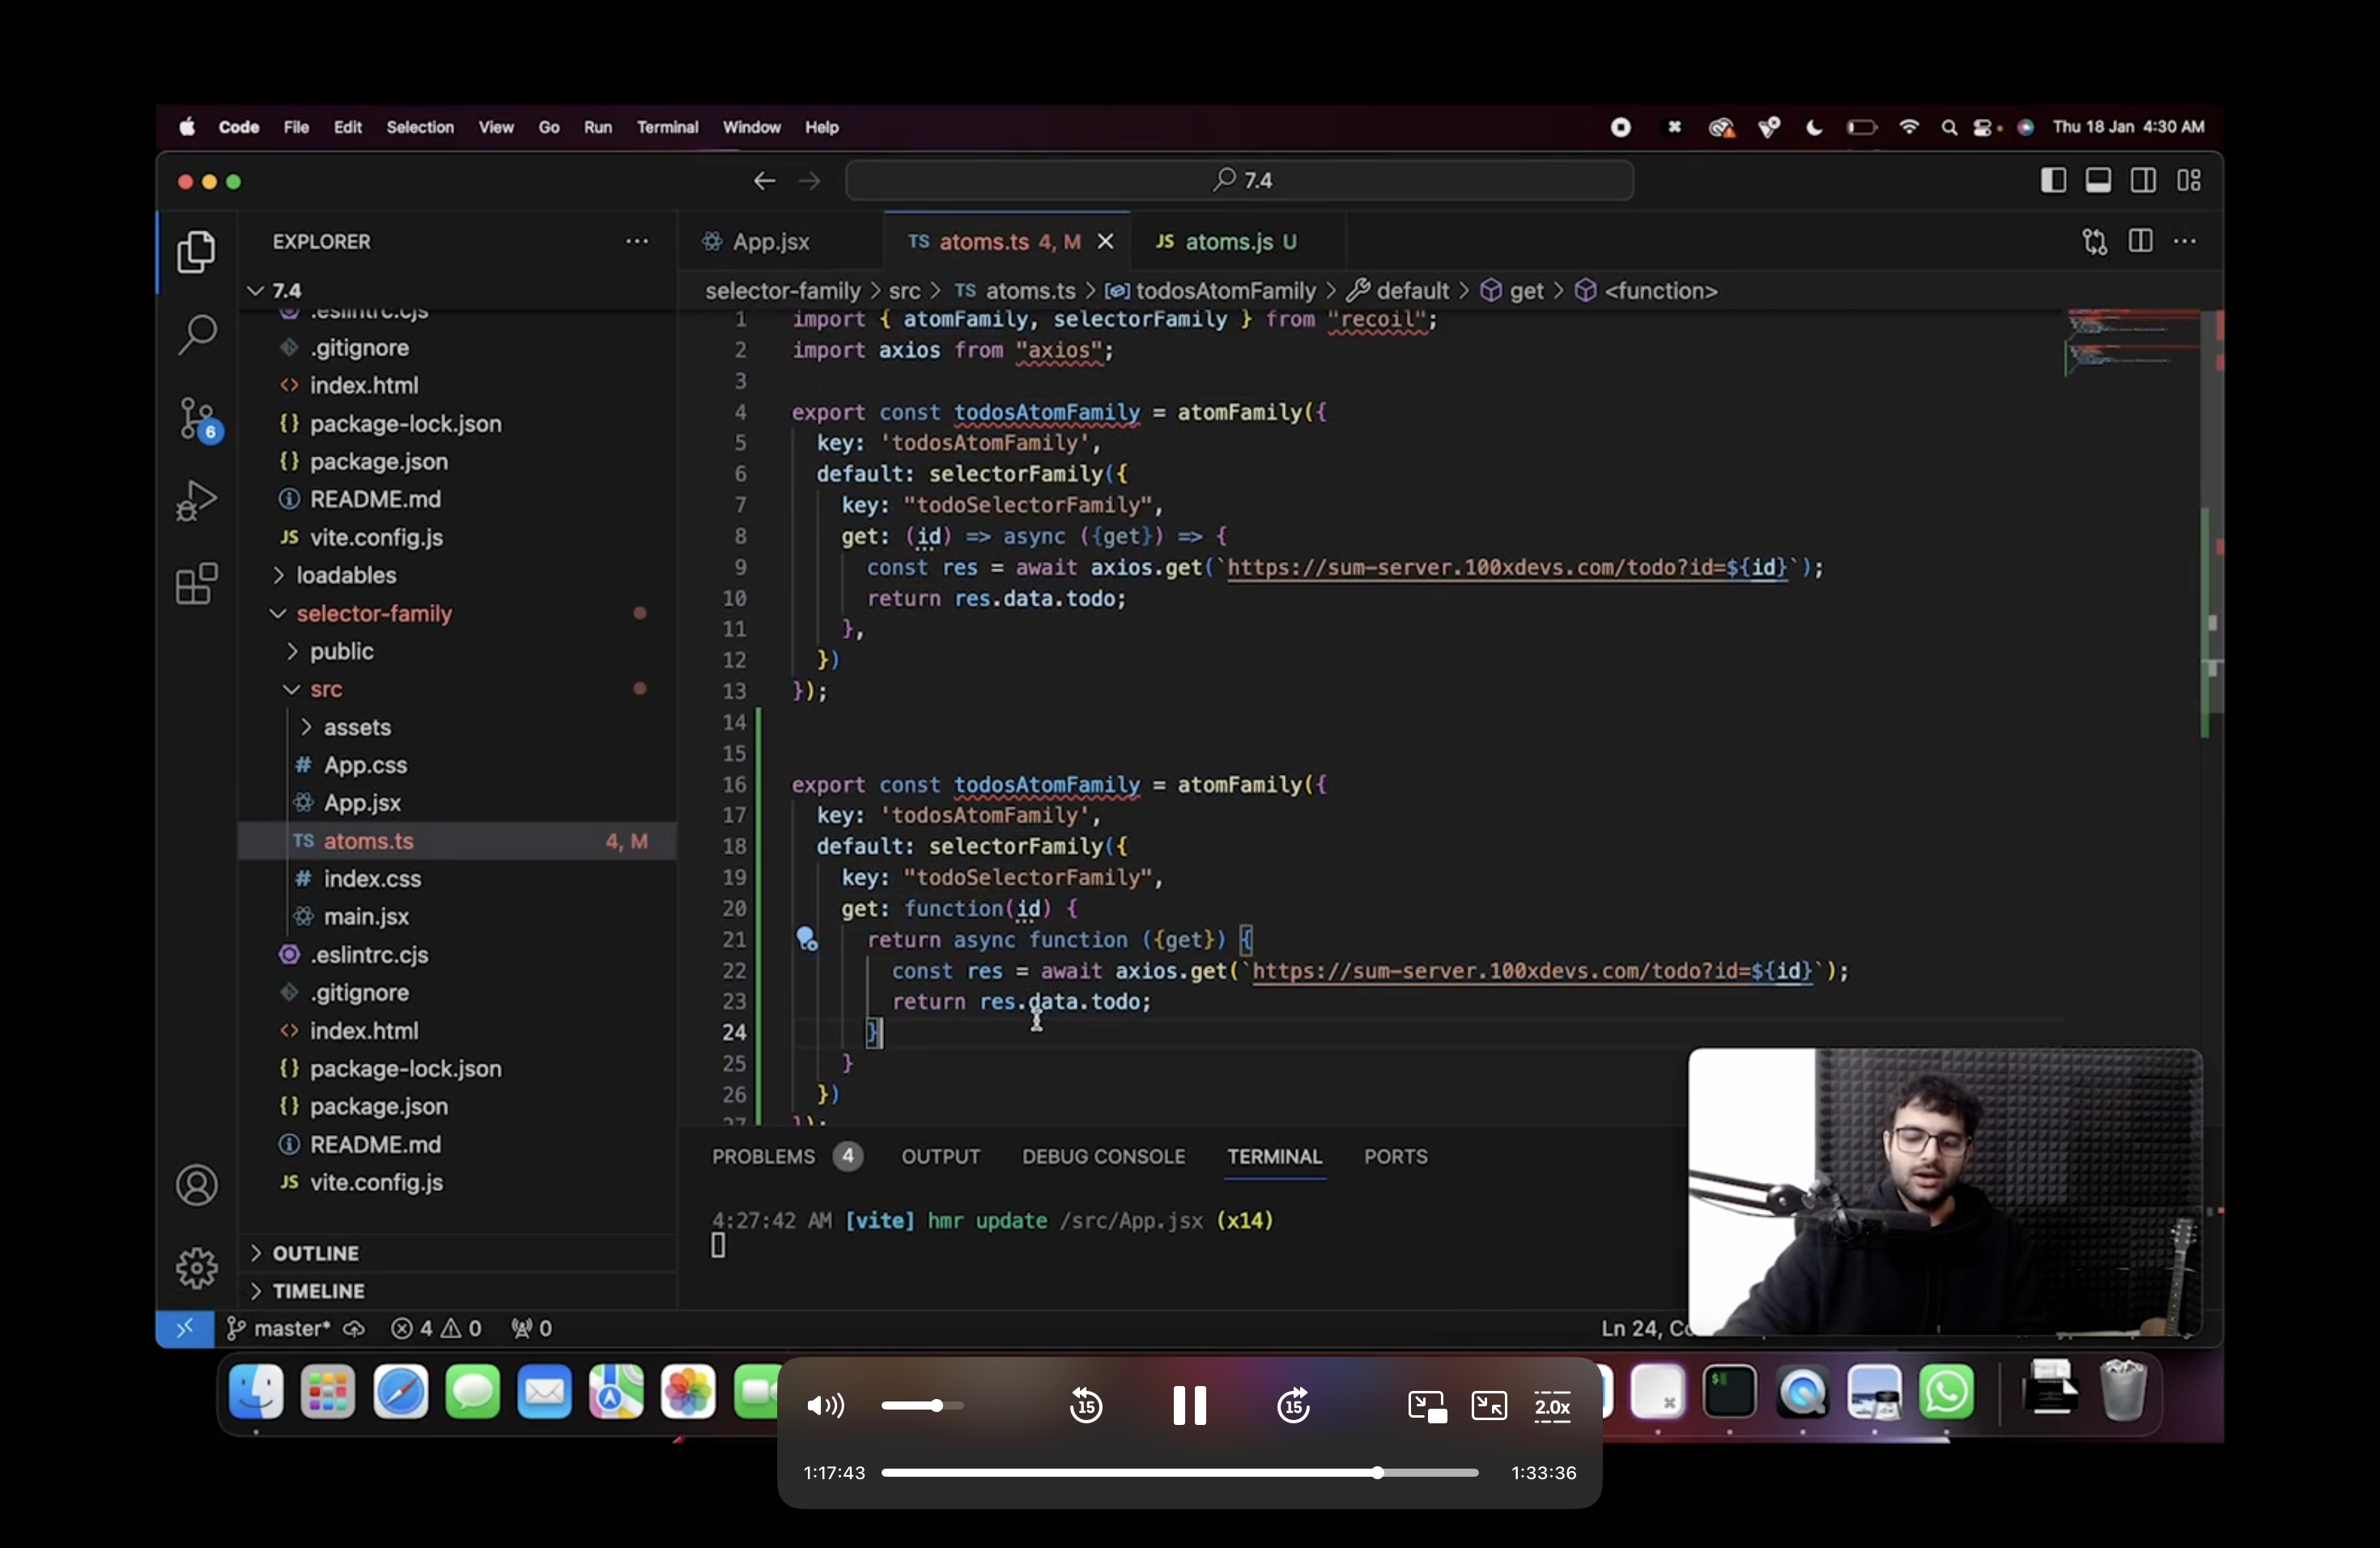 Code File Edit Selection View Go Run Terminal Window Help Thu 18 Jan 4:30 AM
7.4
EXPLORER
App.jsx
TS atoms.ts 4, M
JS atoms.js U
selector-family > src > TS atoms.ts > todosAtomFamily > default > get > <function>
7.4
.eslintrc.cjs
.gitignore
<> index.html
{} package-lock.json
{} package.json
README.md
JS vite.config.js
loadables
selector-family
public
src
assets
# App.css
App.jsx
TS atoms.ts 4, M
# index.css
main.jsx
.eslintrc.cjs
.gitignore
<> index.html
{} package-lock.json
{} package.json
README.md
JS vite.config.js
OUTLINE
TIMELINE
6
1 import { atomFamily, selectorFamily } from "recoil";
2 import axios from "axios";
3
4 export const todosAtomFamily = atomFamily({
5 key: 'todosAtomFamily',
6 default: selectorFamily({
7 key: "todoSelectorFamily",
8 get: (id) => async ({get}) => {
9 const res = await axios.get(`https://sum-server.100xdevs.com/todo?id=${id}`);
10 return res.data.todo;
11 },
12 })
13 });
14
15
16 export const todosAtomFamily = atomFamily({
17 key: 'todosAtomFamily',
18 default: selectorFamily({
19 key: "todoSelectorFamily",
20 get: function(id) {
21 return async function ({get}) {
22 const res = await axios.get(`https://sum-server.100xdevs.com/todo?id=${id}`);
23 return res.data.todo;
24 }
25 }
26 })
27 });
PROBLEMS 4 OUTPUT DEBUG CONSOLE TERMINAL PORTS
4:27:42 AM [vite] hmr update /src/App.jsx (x14)
master* 4 0 0 Ln 24,
15 15 2.0x
1:17:43 1:33:36